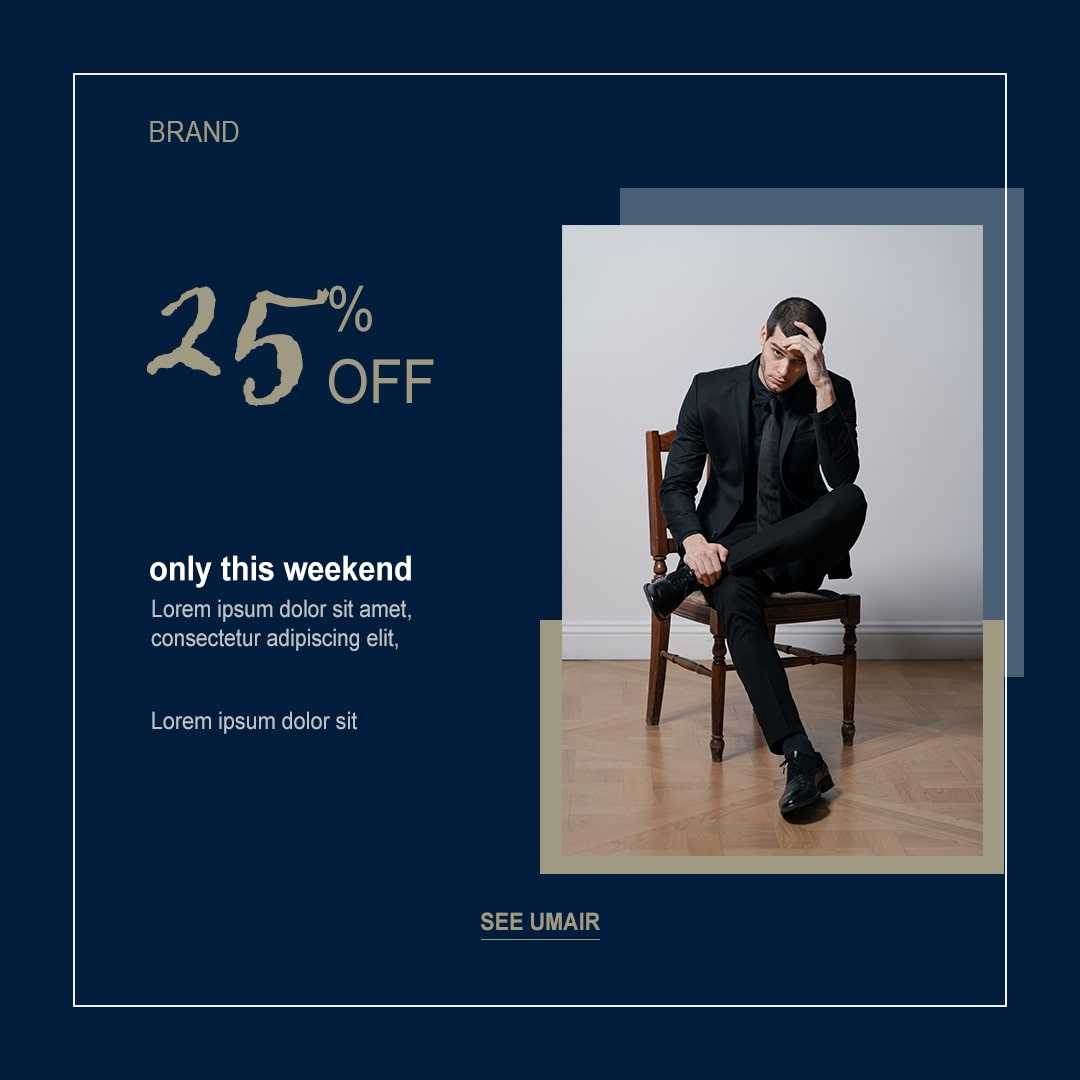 BRAND
25%
OFF
only this weekend
Lorem ipsum dolor sit amet,
consectetur adipiscing elit,
Lorem ipsum dolor sit
SEE UMAIR